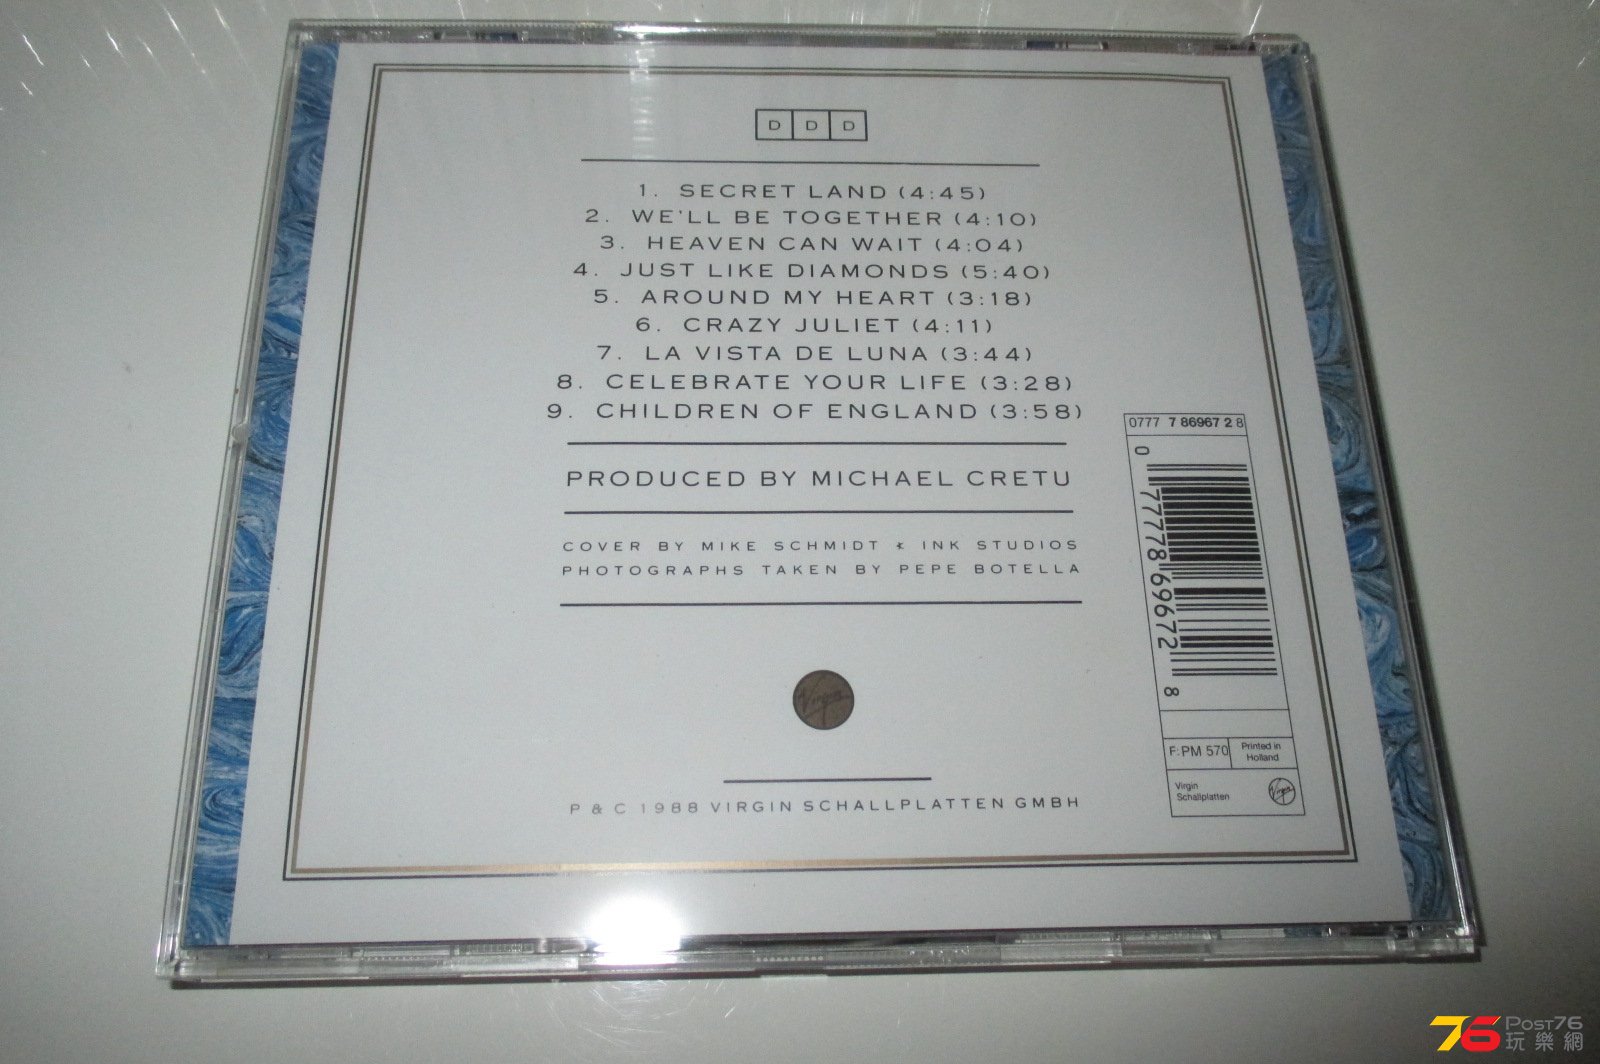 D D D
1. SECRET LAND (4:45)
2. WE'LL BE TOGETHER (4:10)
3. HEAVEN CAN WAIT (4:04)
4. JUST LIKE DIAMONDS (5:40)
5. AROUND MY HEART (3:18)
6. CRAZY JULIET (4:11)
7. LA VISTA DE LUNA (3:44)
8. CELEBRATE YOUR LIFE (3:28)
9. CHILDREN OF ENGLAND (3:58)
PRODUCED BY MICHAEL CRETU
COVER BY MIKE SCHMIDT & INK STUDIOS
PHOTOGRAPHS TAKEN BY PEPE BOTELLA
Virgin
P & C 1988 VIRGIN SCHALLPLATTEN GMBH
0777 7 86967 2 8
0 77778 69672 8
F: PM 570
Printed in
Holland
Virgin
Schallplatten
Virgin
76 POST76
玩樂網